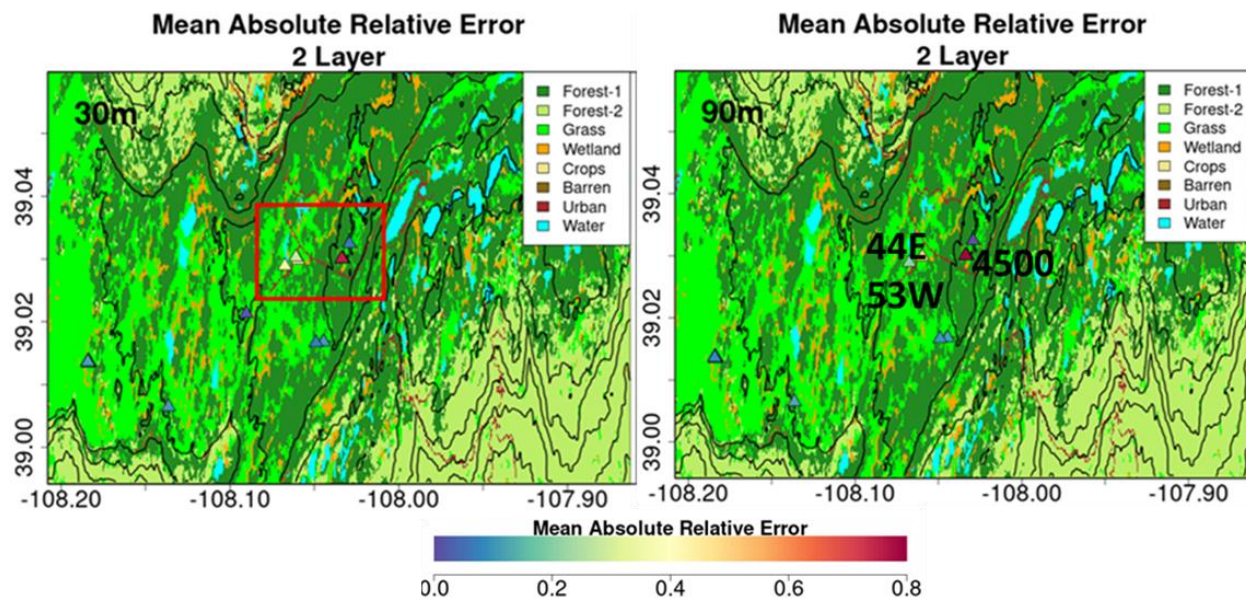 Mean Absolute Relative Error
2 Layer
30m
Forest-1
Forest-2
Grass
Wetland
Crops
Barren
Urban
Water
39.04
39.02
39.00
-108.20
-108.10
-108.00
-107.90
Mean Absolute Relative Error
2 Layer
90m
Forest-1
Forest-2
Grass
Wetland
Crops
Barren
Urban
Water
44E
4500
53W
39.04
39.02
39.00
-108.20
-108.10
-108.00
-107.90
Mean Absolute Relative Error
0.0
0.2
0.4
0.6
0.8